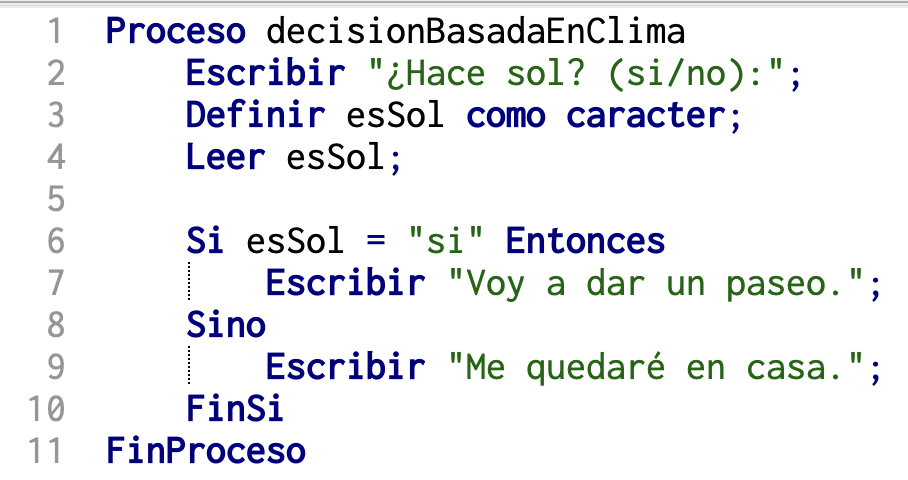 1 Proceso decisionBasadaEnClima
2 Escribir "¿Hace sol? (si/no):";
3 Definir esSol como caracter;
4 Leer esSol;
5
6 Si esSol = "si" Entonces
7 Escribir "Voy a dar un paseo.";
8 Sino
9 Escribir "Me quedaré en casa.";
10 FinSi
11 FinProceso